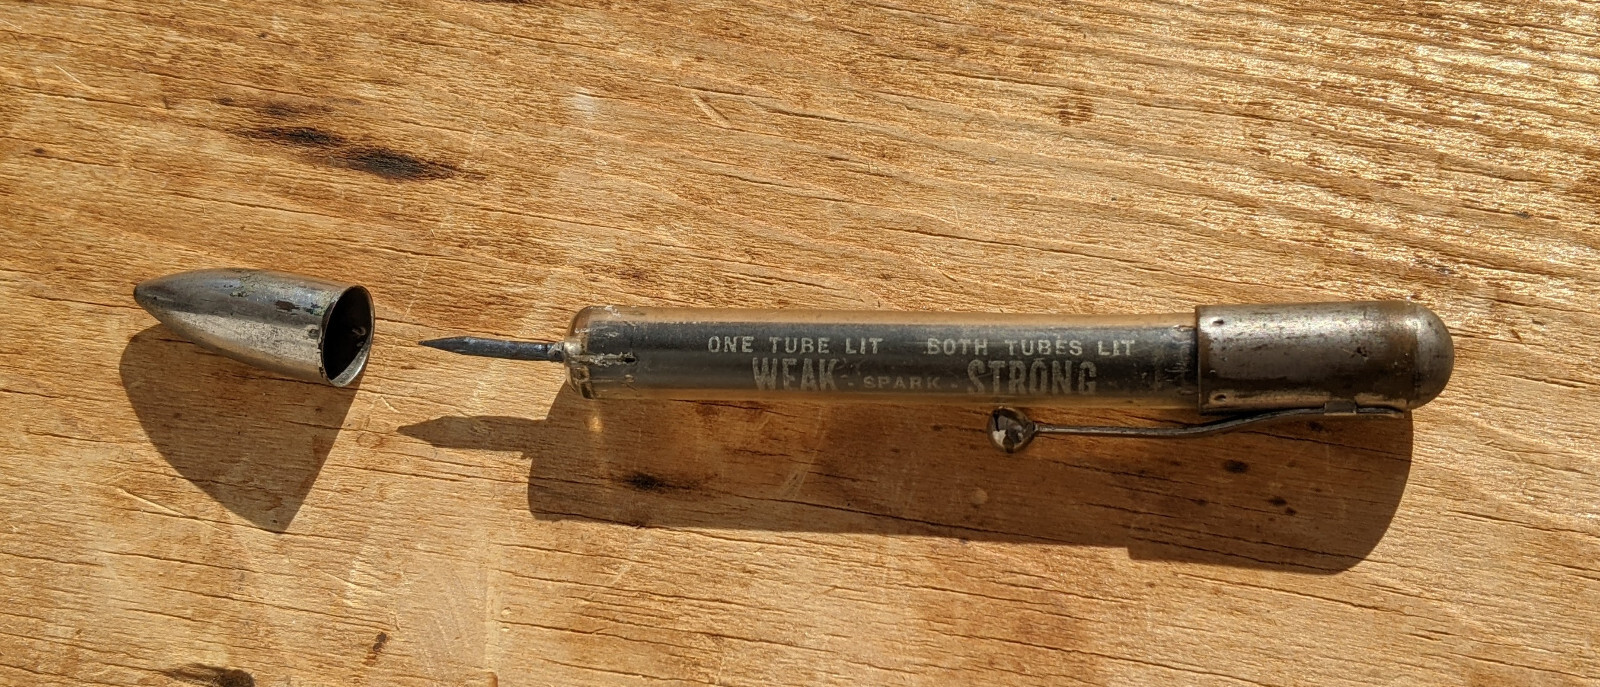 ONE TUBE LIT BOTH TUBES LIT
WEAK - SPARK - STRONG